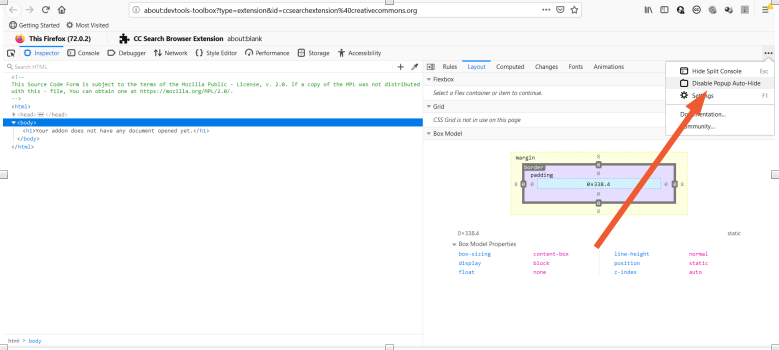 about:devtools-toolbox?type=extension&id=ccsearchextension%40creativecommons.org
Getting Started Most Visited
This Firefox (72.0.2) CC Search Browser Extension about:blank
Inspector Console Debugger Network Style Editor Performance Storage Accessibility
Search HTML
Rules Layout Computed Changes Fonts Animations
Hide Split Console Esc
Disable Popup Auto-Hide
Settings F1
Documentation...
Community...
<!--
This Source Code Form is subject to the terms of the Mozilla Public - License, v. 2.0. If a copy of the MPL was not distributed
with this - file, You can obtain one at https://mozilla.org/MPL/2.0/.
-->
<html>
<head> </head>
<body>
<h1>Your addon does not have any document opened yet.</h1>
</body>
</html>
Flexbox
Select a Flex container or item to continue.
Grid
CSS Grid is not in use on this page
Box Model
margin 0
border 0
padding 0
0 0 0 0×338.4 0 0 0
0
0
0
0×338.4 static
Box Model Properties
box-sizing content-box line-height normal
display block position static
float none z-index auto
html > body